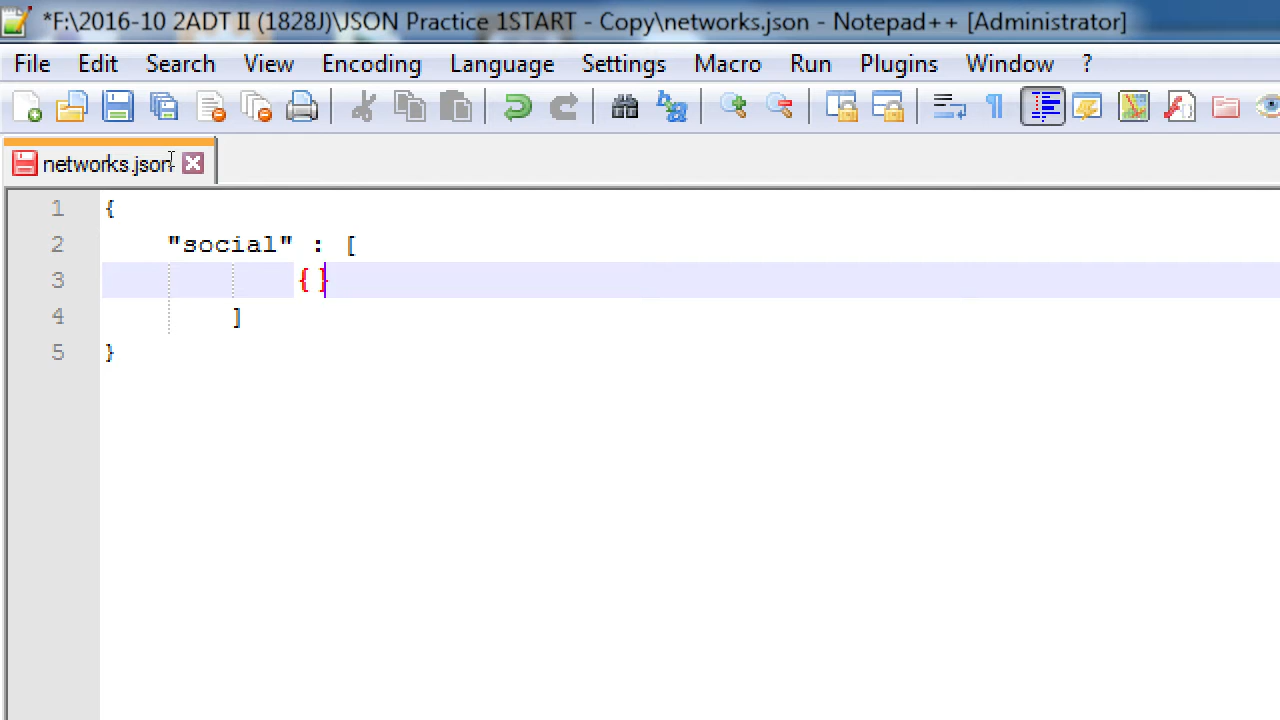 *F:\2016-10 2ADT II (1828J)\JSON Practice 1START - Copy\networks.json - Notepad++ [Administrator]
File Edit Search View Encoding Language Settings Macro Run Plugins Window ?
networks.json
1 {
2 "social" : [
3 {}
4 ]
5 }